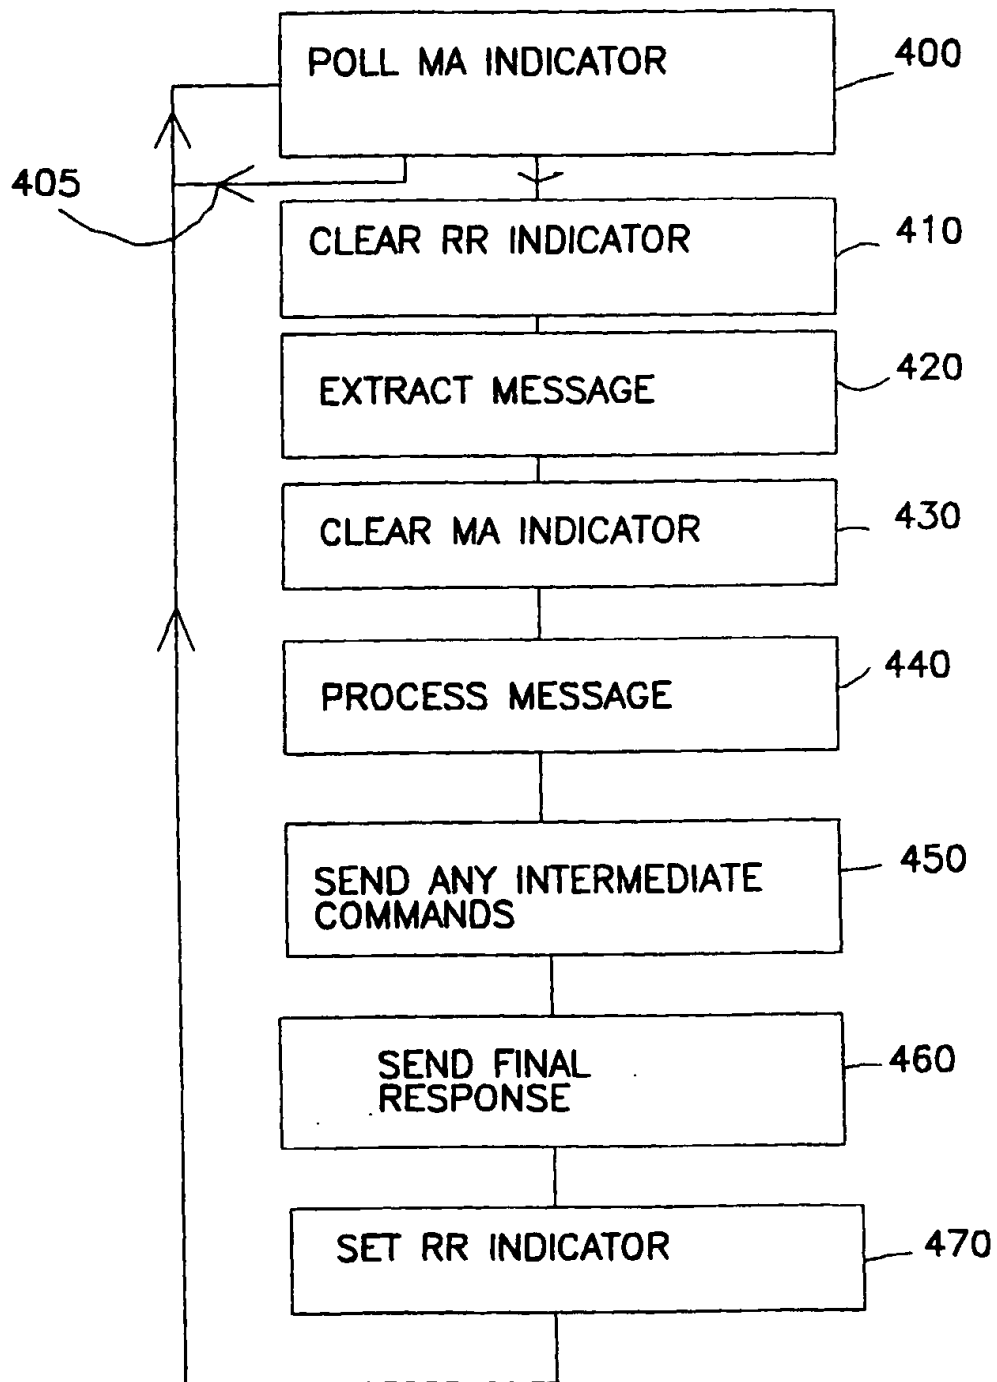 POLL MA INDICATOR
400
405
CLEAR RR INDICATOR
410
EXTRACT MESSAGE
420
CLEAR MA INDICATOR
430
PROCESS MESSAGE
440
SEND ANY INTERMEDIATE
COMMANDS
450
SEND FINAL
RESPONSE
460
SET RR INDICATOR
470